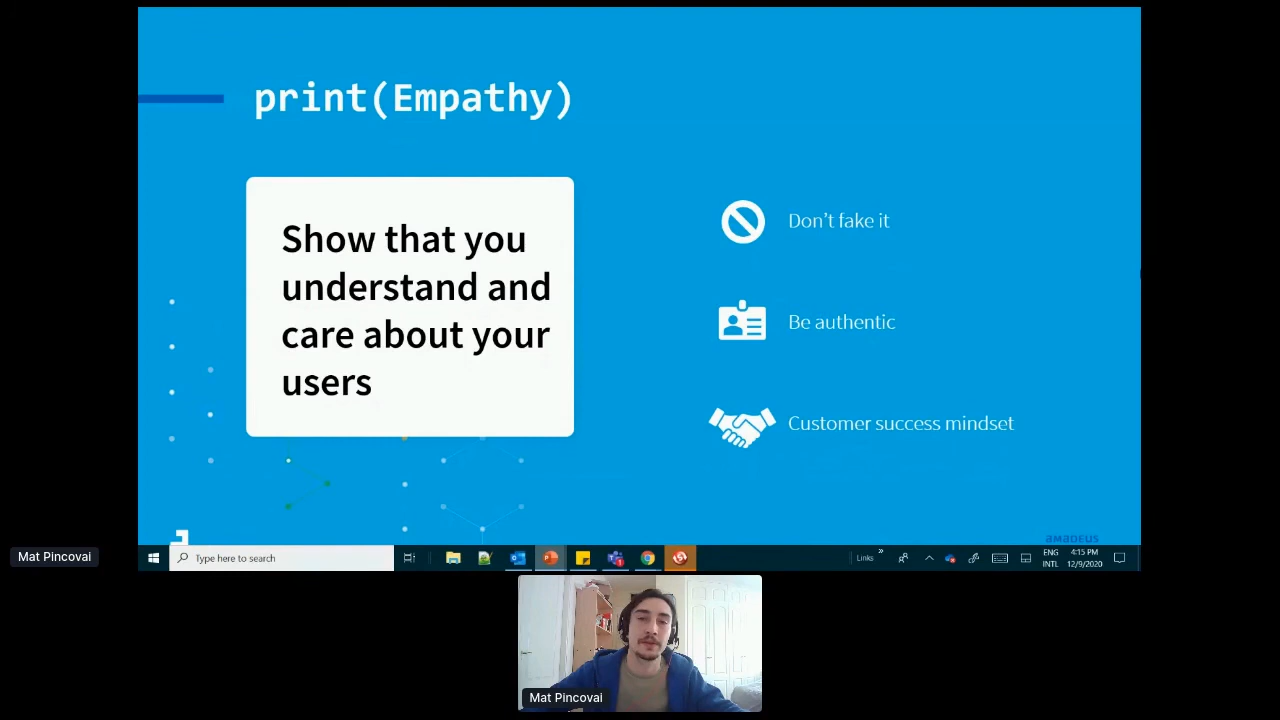 print(Empathy)
Show that you
understand and
care about your
users
Don't fake it
Be authentic
Customer success mindset
amadeus
Mat Pincovai
Type here to search
Links
ENG
INTL
4:15 PM
12/9/2020
Mat Pincovai